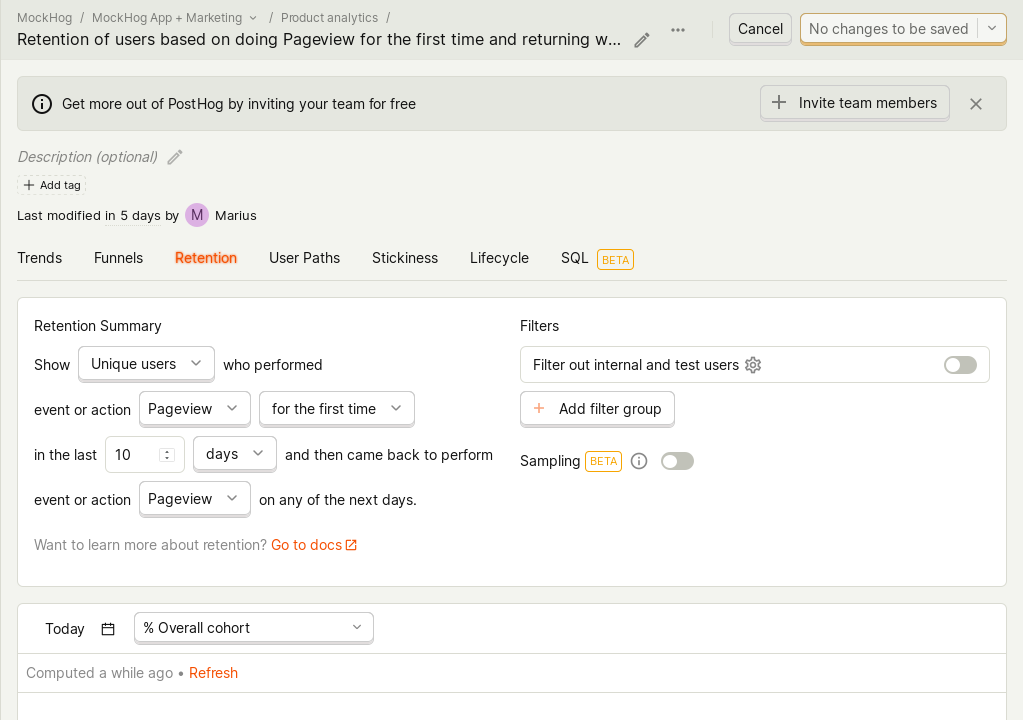 MockHog / MockHog App + Marketing / Product analytics /
Retention of users based on doing Pageview for the first time and returning w...
Cancel
No changes to be saved
Get more out of PostHog by inviting your team for free
Invite team members
Description (optional)
Add tag
Last modified in 5 days by M Marius
Trends Funnels Retention User Paths Stickiness Lifecycle SQL BETA
Retention Summary
Show Unique users who performed
event or action Pageview for the first time
in the last 10 days and then came back to perform
event or action Pageview on any of the next days.
Want to learn more about retention? Go to docs
Filters
Filter out internal and test users
Add filter group
Sampling BETA
Today % Overall cohort
Computed a while ago • Refresh